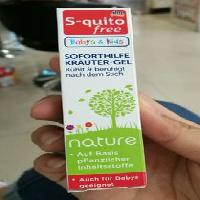 S-quito
free
Babys & Kids
SOFORTHILFE
KRÄUTER-GEL
kühlt & beruhigt
nach dem Stich
nature
• Auf Basis
pflanzlicher
Inhaltsstoffe
• Auch für Babys
geeignet